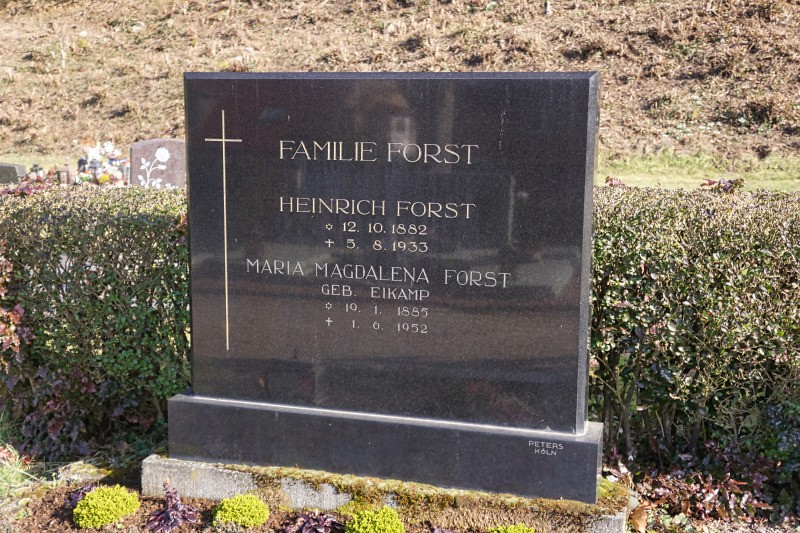 FAMILIE FORST
HEINRICH FORST
✡ 12. 10. 1882
✝ 5. 8. 1933
MARIA MAGDALENA FORST
GEB. EIKAMP
✡ 19. 1. 1885
✝ 1. 6. 1952
PETERS
KÖLN